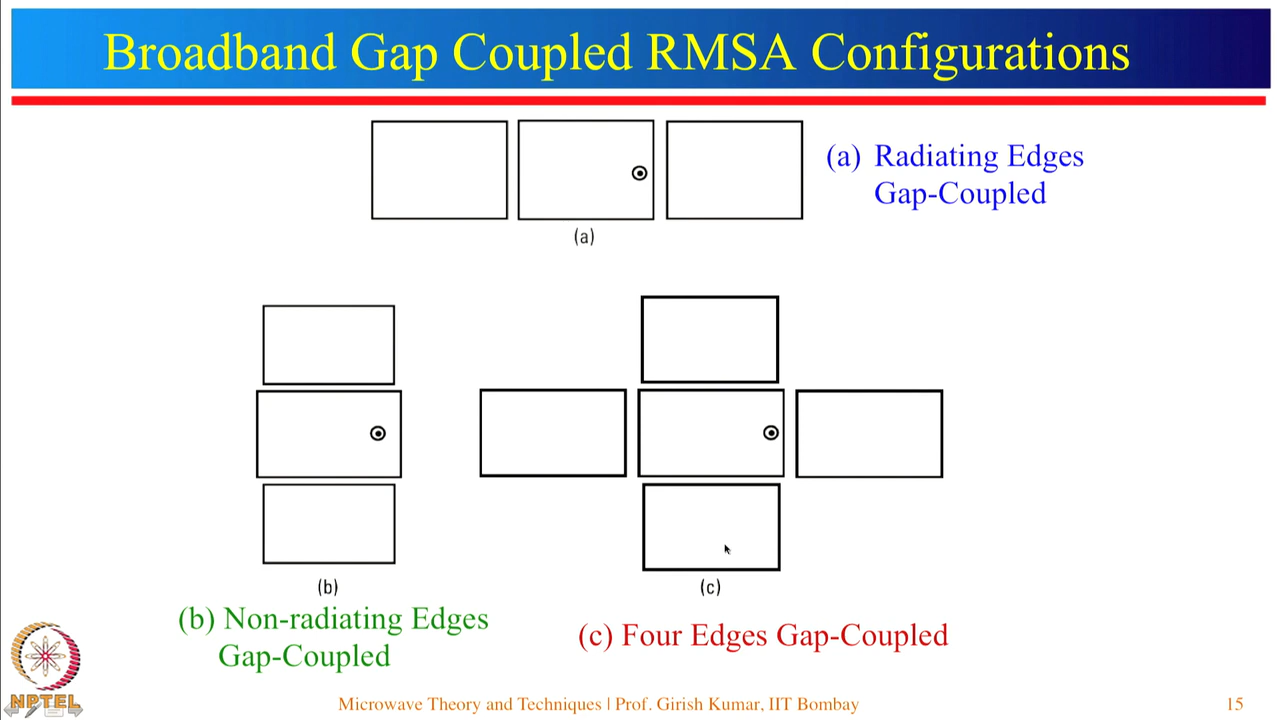 Broadband Gap Coupled RMSA Configurations
(a) Radiating Edges
Gap-Coupled
(a)
(b)
(c)
(b) Non-radiating Edges
Gap-Coupled
(c) Four Edges Gap-Coupled
NPTEL
Microwave Theory and Techniques | Prof. Girish Kumar, IIT Bombay
15